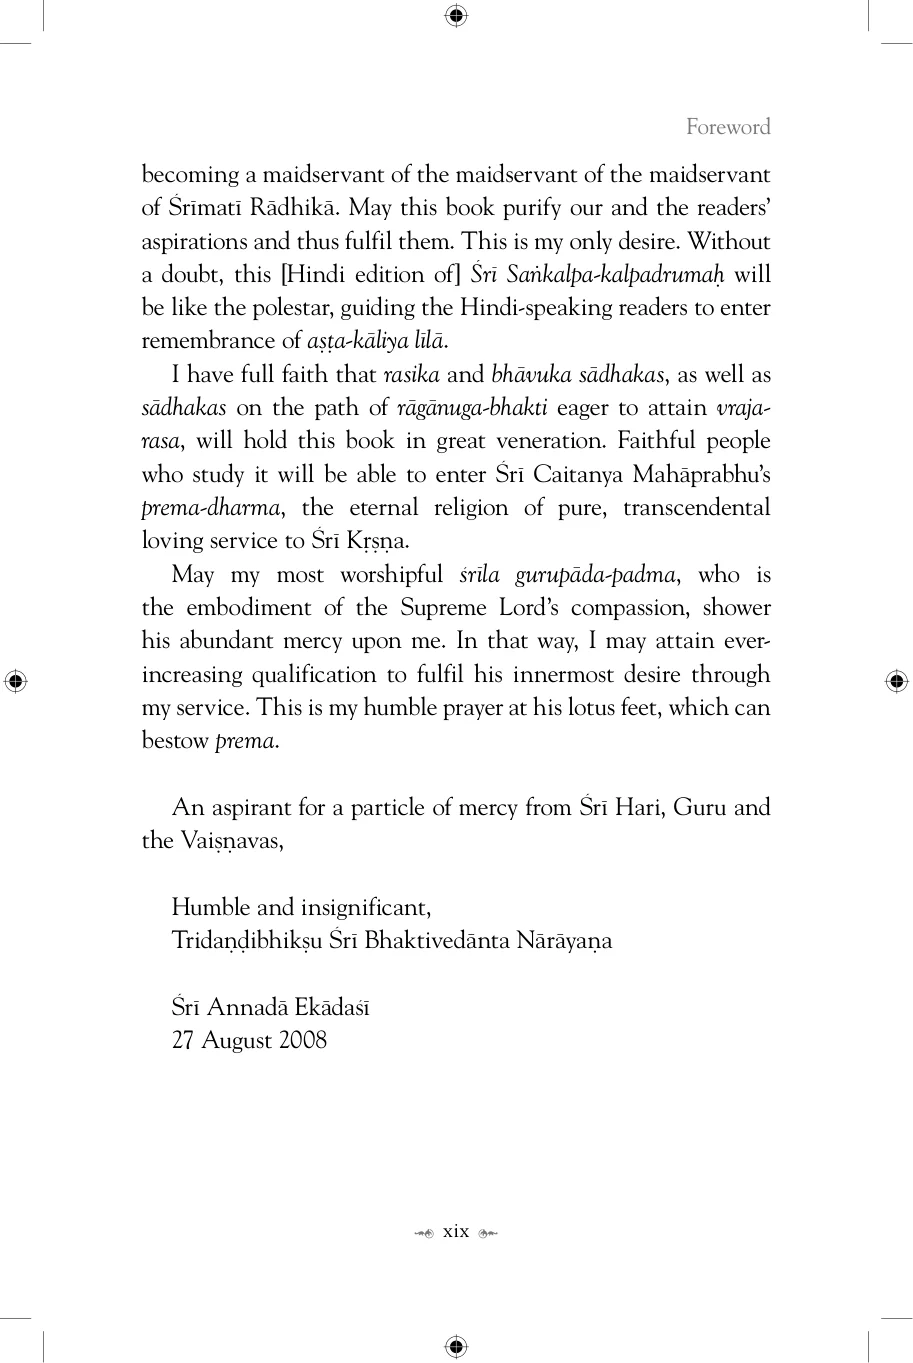 Foreword
becoming a maidservant of the maidservant of the maidservant
of Śrīmatī Rādhikā. May this book purify our and the readers’
aspirations and thus fulfil them. This is my only desire. Without
a doubt, this [Hindi edition of] Śrī Saṅkalpa-kalpadrumaḥ will
be like the polestar, guiding the Hindi-speaking readers to enter
remembrance of aṣṭa-kāliya līlā.
I have full faith that rasika and bhāvuka sādhakas, as well as
sādhakas on the path of rāgānuga-bhakti eager to attain vraja-
rasa, will hold this book in great veneration. Faithful people
who study it will be able to enter Śrī Caitanya Mahāprabhu’s
prema-dharma, the eternal religion of pure, transcendental
loving service to Śrī Kṛṣṇa.
May my most worshipful śrīla gurupāda-padma, who is
the embodiment of the Supreme Lord’s compassion, shower
his abundant mercy upon me. In that way, I may attain ever-
increasing qualification to fulfil his innermost desire through
my service. This is my humble prayer at his lotus feet, which can
bestow prema.
An aspirant for a particle of mercy from Śrī Hari, Guru and
the Vaiṣṇavas,
Humble and insignificant,
Tridaṇḍibhikṣu Śrī Bhaktivedānta Nārāyaṇa
Śrī Annadā Ekādaśī
27 August 2008
xix